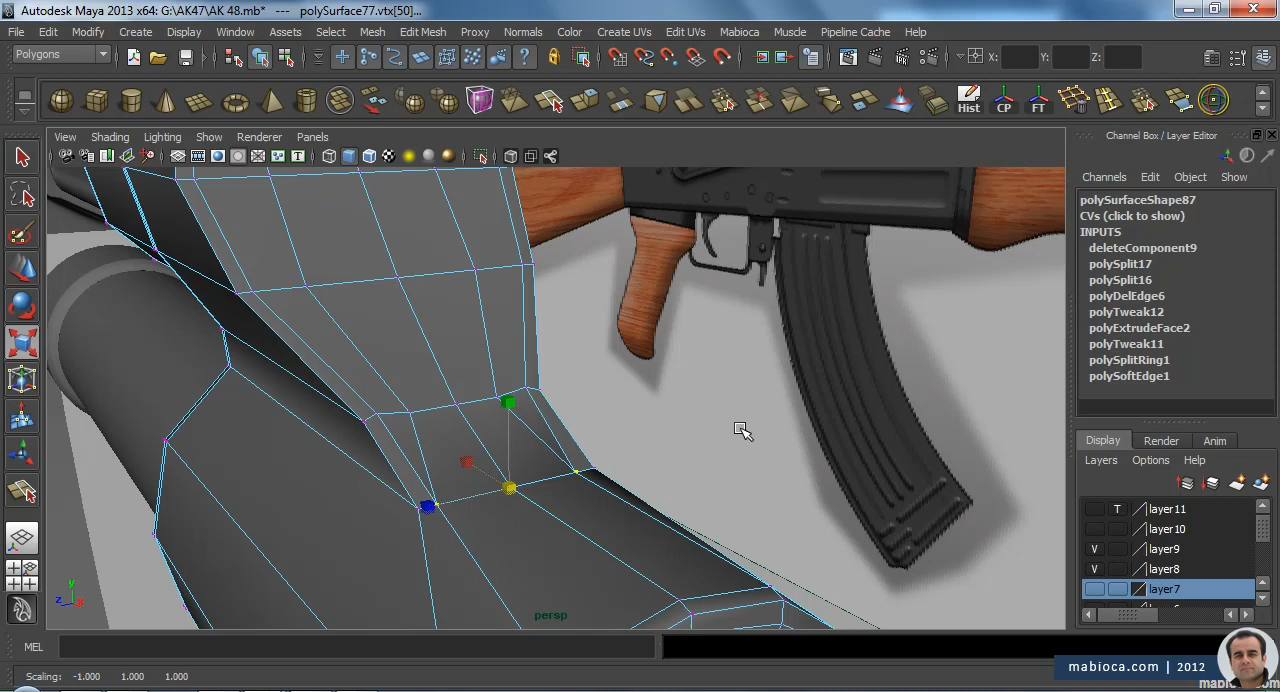 Autodesk Maya 2013 x64: G:\AK47\AK 48.mb* --- polySurface77.vtx[50]...
File Edit Modify Create Display Window Assets Select Mesh Edit Mesh Proxy Normals Color Create UVs Edit UVs Mabioca Muscle Pipeline Cache Help
Polygons X: Y: Z:
Hist CP FT
View Shading Lighting Show Renderer Panels
Channel Box / Layer Editor
Channels Edit Object Show
polySurfaceShape87
CVs (click to show)
INPUTS
deleteComponent9
polySplit17
polySplit16
polyDelEdge6
polyTweak12
polyExtrudeFace2
polyTweak11
polySplitRing1
polySoftEdge1
Display Render Anim
Layers Options Help
T layer11
layer10
V layer9
V layer8
layer7
y
z x
persp
MEL
mabioca.com | 2012
Scaling: -1.000 1.000 1.000